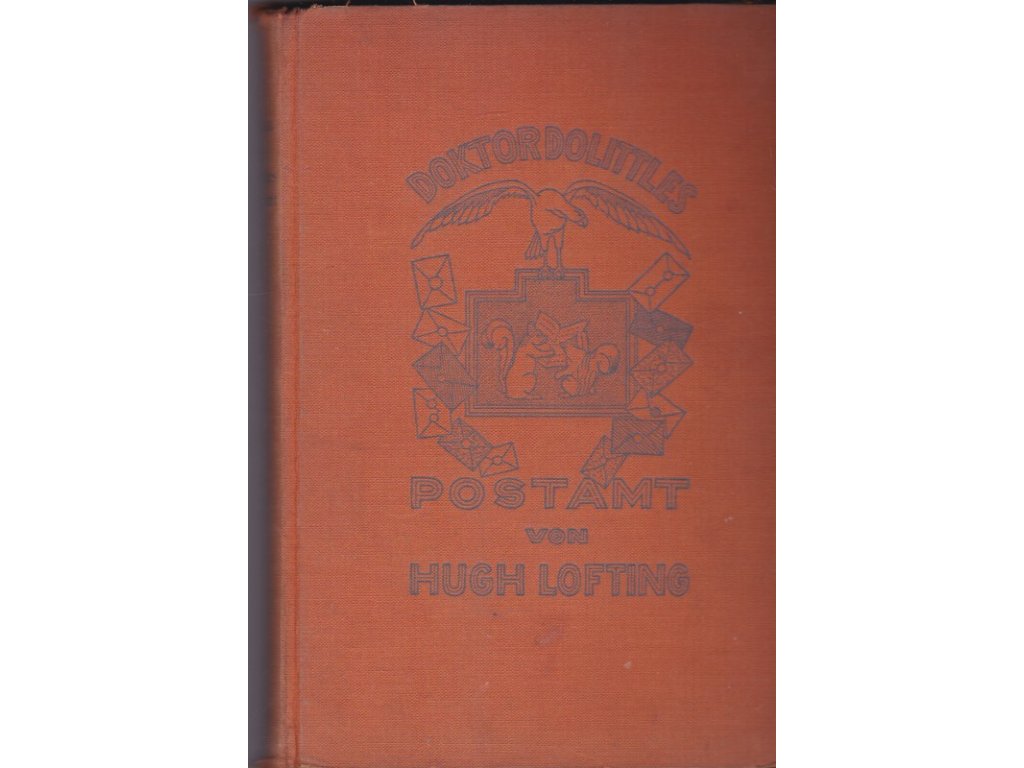 DOKTOR DOLITTLES
POSTAMT
VON
HUGH LOFTING